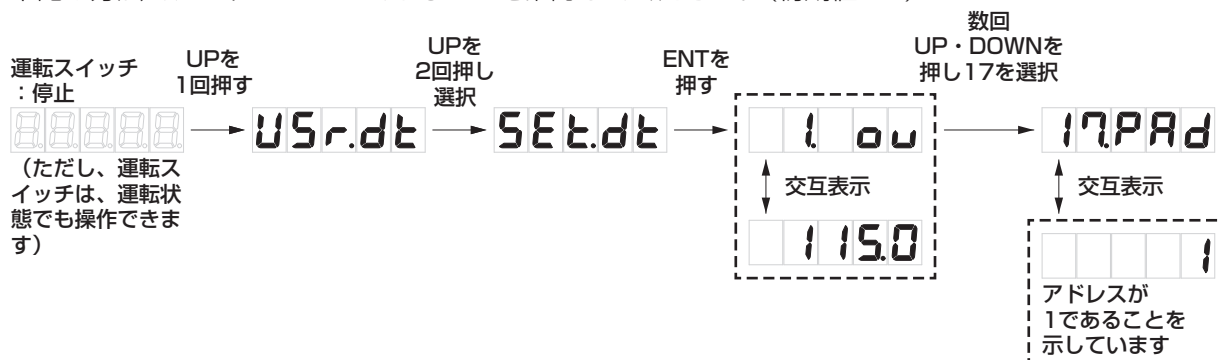 運転スイッチ
：停止
8.8.8.8.8.
（ただし、運転ス
イッチは、運転状
態でも操作できま
す）
UPを
1回押す
USr.dt
UPを
2回押し
選択
SEt.dt
ENTを
押す
1. ou
交互表示
115.0
数回
UP・DOWNを
押し17を選択
17.PAd
交互表示
1
アドレスが
1であることを
示しています